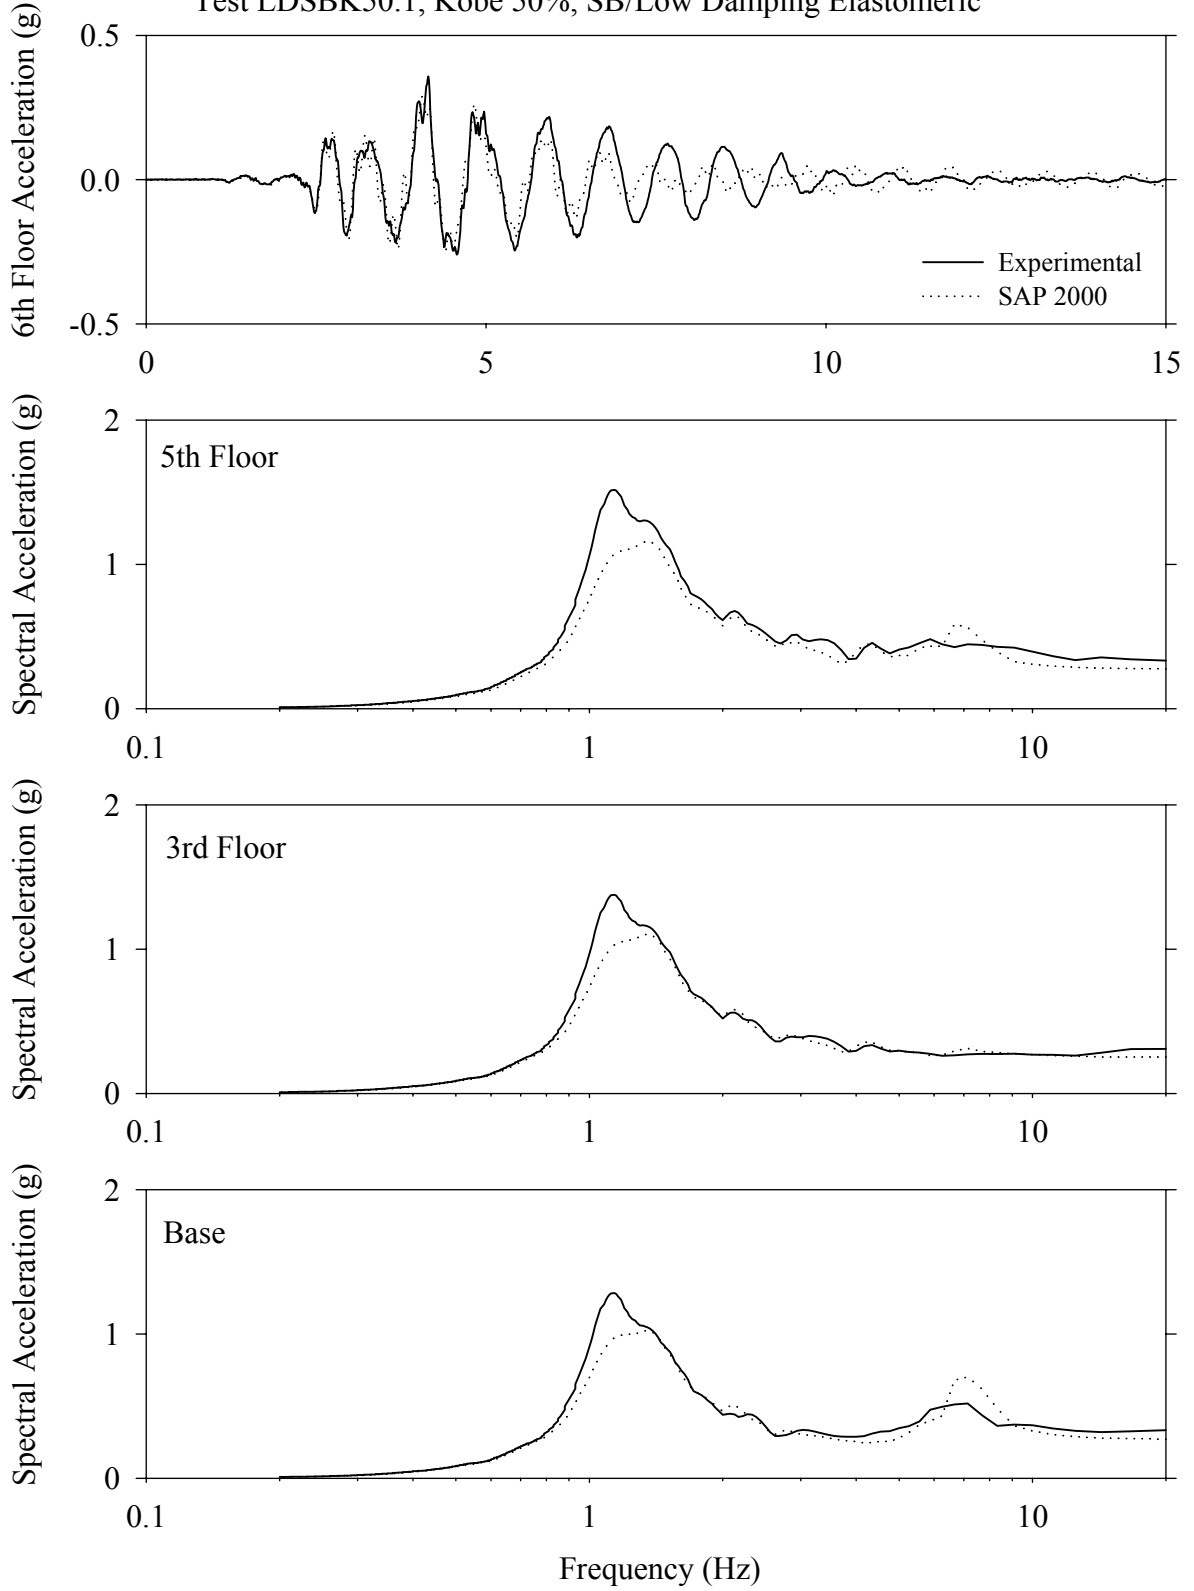 Test LDSBK50.1, Kobe 50%, SB/Low Damping Elastomeric
6th Floor Acceleration (g)
0.5
0.0
-0.5
Experimental
SAP 2000
0 5 10 15
Spectral Acceleration (g)
2
1
0
5th Floor
0.1 1 10
Spectral Acceleration (g)
2
1
0
3rd Floor
0.1 1 10
Spectral Acceleration (g)
2
1
0
Base
0.1 1 10
Frequency (Hz)